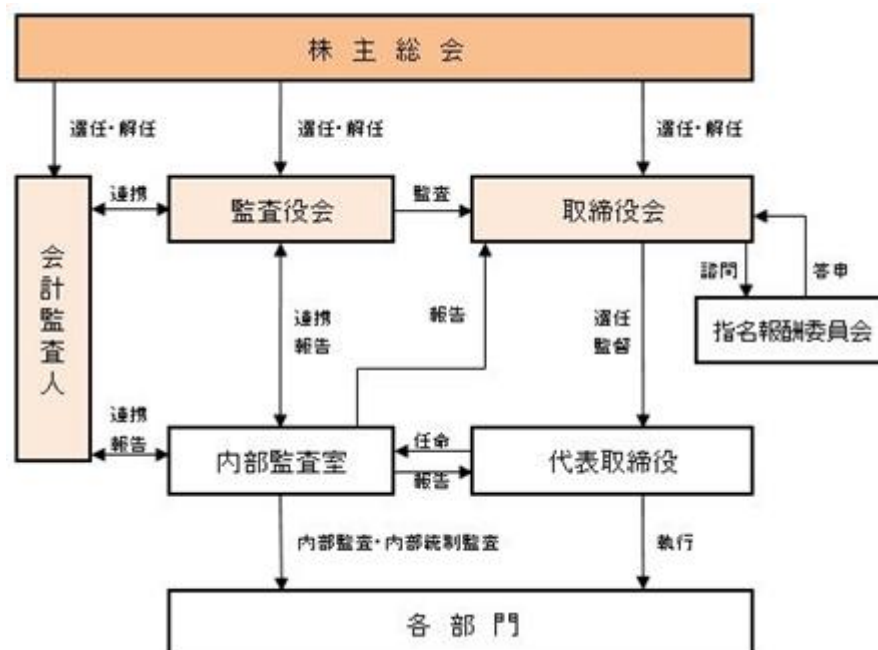 株主総会
選任・解任
選任・解任
選任・解任
連携
監査役会
監査
取締役会
会計監査人
諮問
答申
連携
報告
報告
選任
監督
指名報酬委員会
連携
報告
内部監査室
任命
報告
代表取締役
内部監査・内部統制監査
執行
各部門